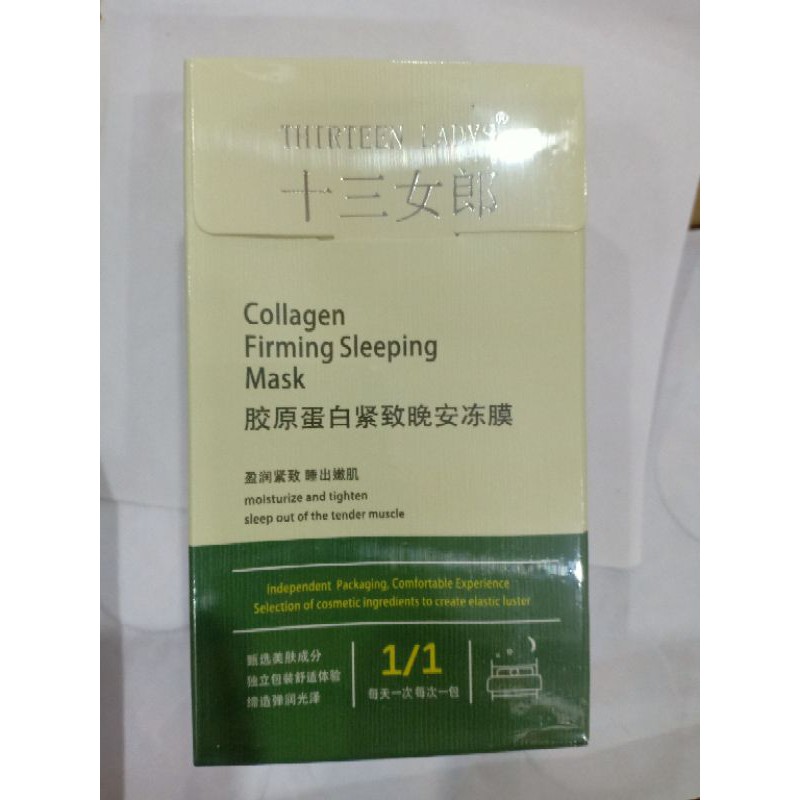 THIRTEEN LADYS®
十三女郎
Collagen
Firming Sleeping
Mask
胶原蛋白紧致晚安冻膜
盈润紧致 睡出嫩肌
moisturize and tighten
sleep out of the tender muscle
Independent Packaging, Comfortable Experience
Selection of cosmetic ingredients to create elastic luster
甄选美肤成分
独立包装舒适体验
缔造弹润光泽
1/1
每天一次 每次一包